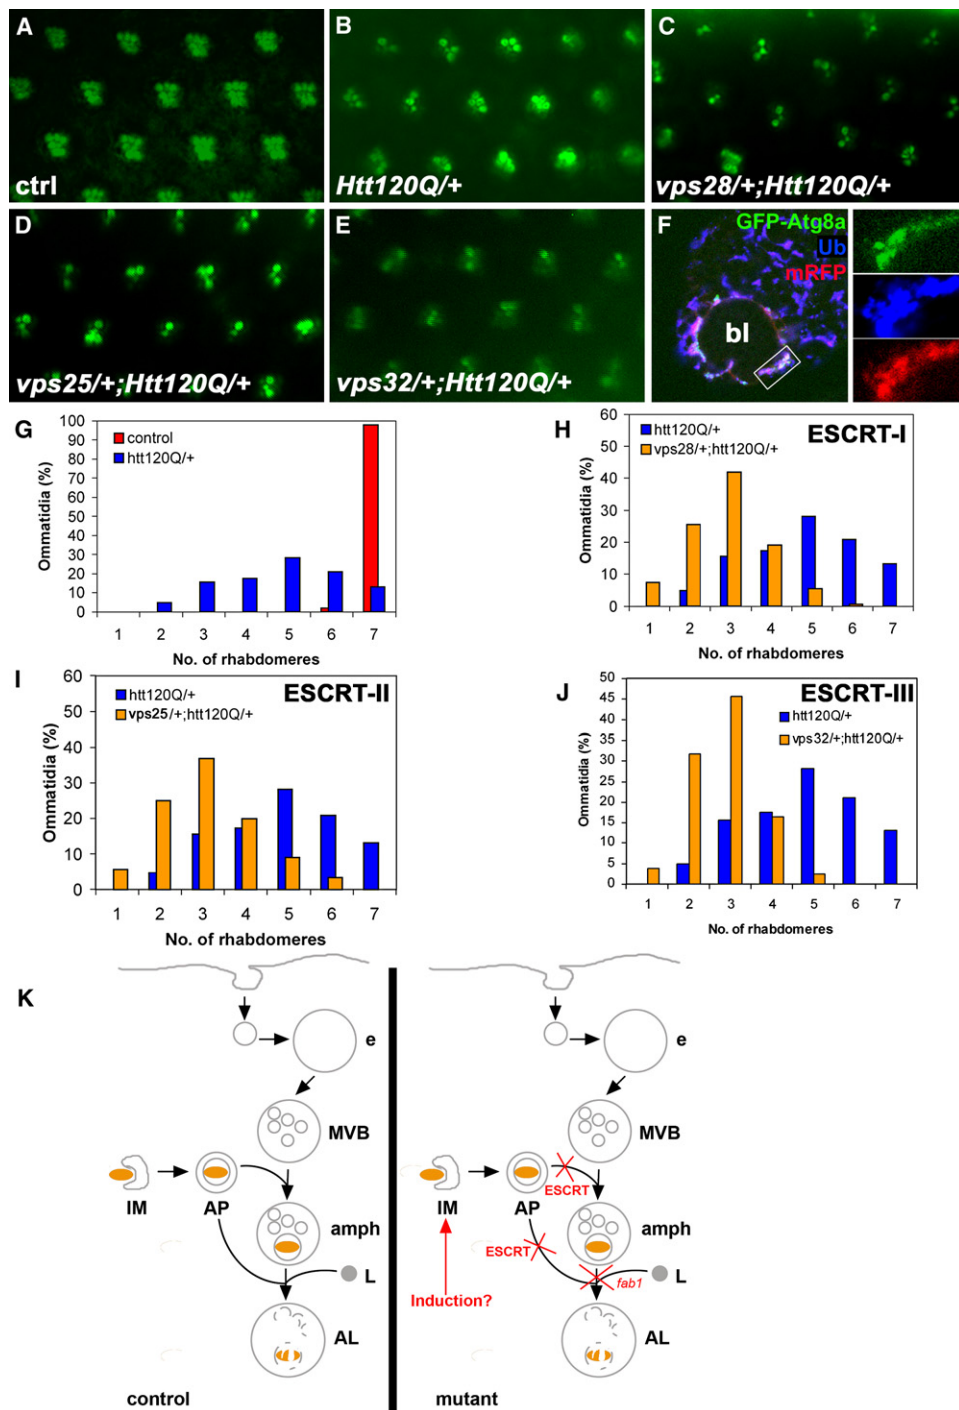 A
ctrl
B
Htt120Q/+
C
vps28/+;Htt120Q/+
D
vps25/+;Htt120Q/+
E
vps32/+;Htt120Q/+
F
GFP-Atg8a
Ub
mRFP
bl
G
control
htt120Q/+
Ommatidia (%)
100
90
80
70
60
50
40
30
20
10
0
1 2 3 4 5 6 7
No. of rhabdomeres
H
ESCRT-I
htt120Q/+
vps28/+;htt120Q/+
Ommatidia (%)
60
50
40
30
20
10
0
1 2 3 4 5 6 7
No. of rhabdomeres
I
ESCRT-II
htt120Q/+
vps25/+;htt120Q/+
Ommatidia (%)
60
50
40
30
20
10
0
1 2 3 4 5 6 7
No. of rhabdomeres
J
ESCRT-III
htt120Q/+
vps32/+;htt120Q/+
Ommatidia (%)
50
45
40
35
30
25
20
15
10
5
0
1 2 3 4 5 6 7
No. of rhabdomeres
K
e
MVB
IM
AP
amph
L
AL
control
e
MVB
IM
AP
ESCRT
amph
ESCRT
L
fab1
Induction?
AL
mutant